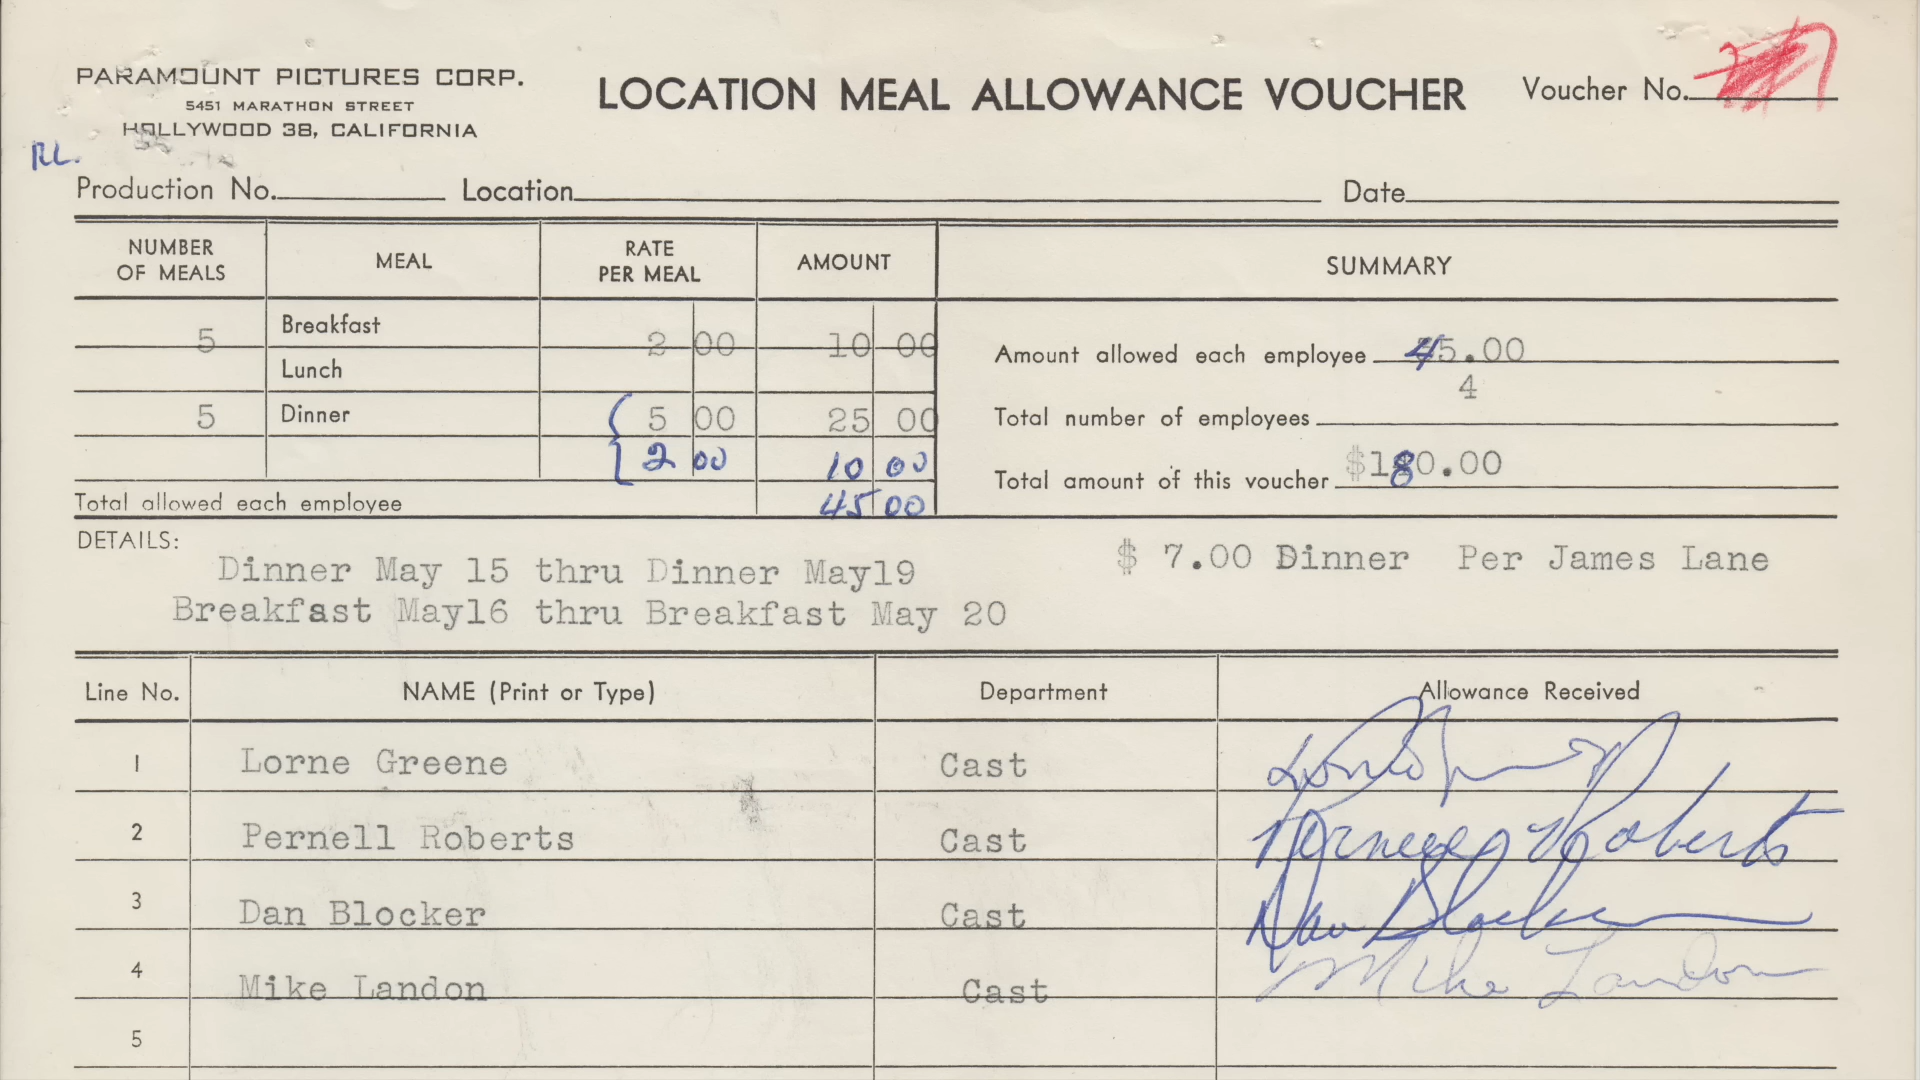 PARAMOUNT PICTURES CORP.
5451 MARATHON STREET
HOLLYWOOD 38, CALIFORNIA
LOCATION MEAL ALLOWANCE VOUCHER
Voucher No.
RL.
Production No. Location Date
NUMBER OF MEALS MEAL RATE PER MEAL AMOUNT SUMMARY
5 Breakfast 2 00 10 00
Lunch
5 Dinner 5 00 25 00
2 00 10 00
Total allowed each employee 45 00
Amount allowed each employee 45.00
Total number of employees 4
Total amount of this voucher $180.00
DETAILS:
Dinner May 15 thru Dinner May19 $ 7.00 Dinner Per James Lane
Breakfast May16 thru Breakfast May 20
Line No. NAME (Print or Type) Department Allowance Received
1 Lorne Greene Cast Lorne Greene
2 Pernell Roberts Cast Pernell Roberts
3 Dan Blocker Cast Dan Blocker
4 Mike Landon Cast Mike Landon
5